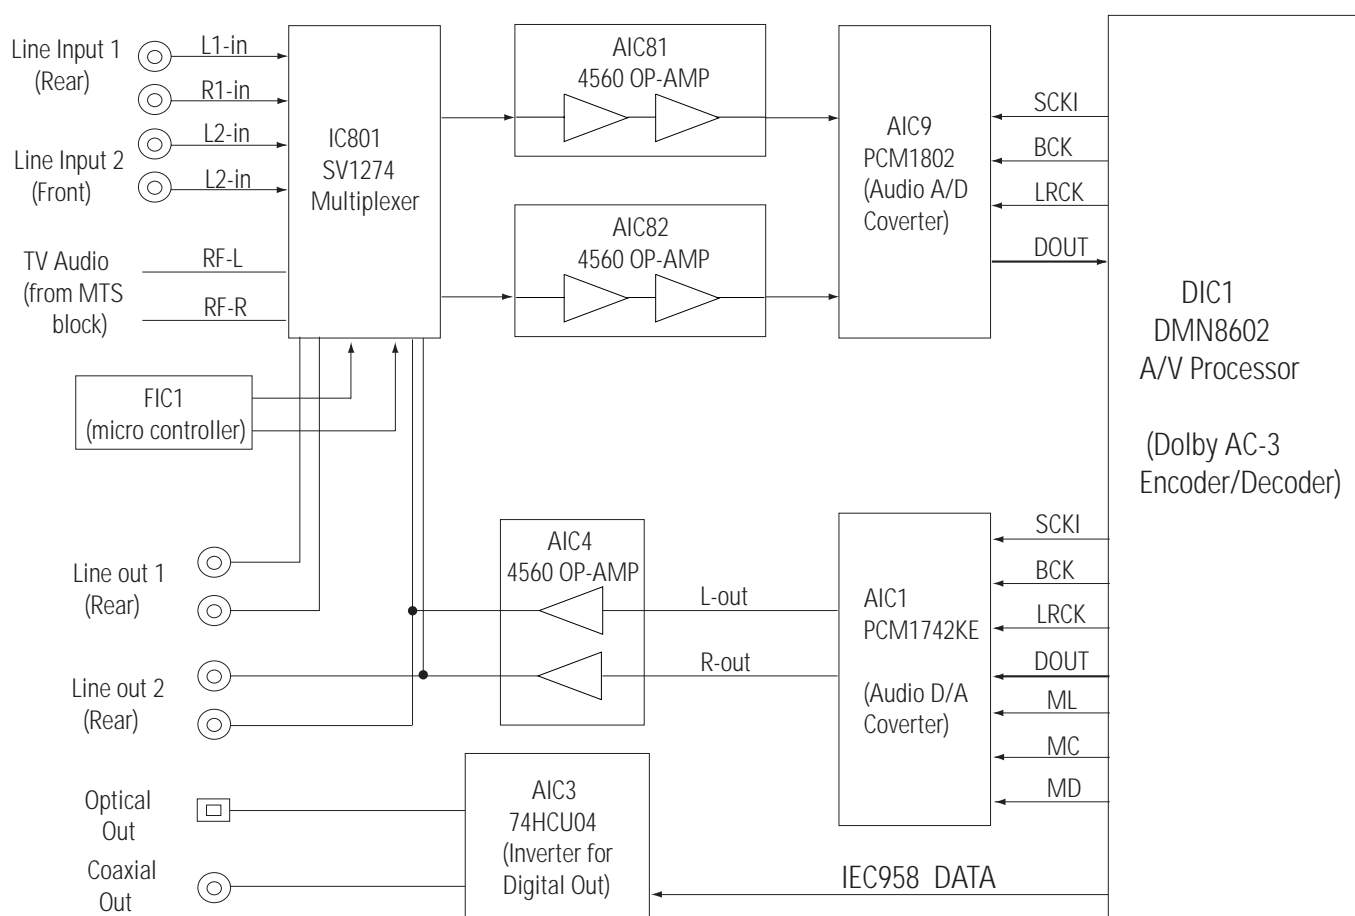 Line Input 1
(Rear)
L1-in
R1-in
Line Input 2
(Front)
L2-in
L2-in
TV Audio
(from MTS
block)
RF-L
RF-R
IC801
SV1274
Multiplexer
FIC1
(micro controller)
AIC81
4560 OP-AMP
AIC82
4560 OP-AMP
AIC9
PCM1802
(Audio A/D
Coverter)
SCKI
BCK
LRCK
DOUT
DIC1
DMN8602
A/V Processor
(Dolby AC-3
Encoder/Decoder)
Line out 1
(Rear)
Line out 2
(Rear)
AIC4
4560 OP-AMP
L-out
R-out
AIC1
PCM1742KE
(Audio D/A
Coverter)
SCKI
BCK
LRCK
DOUT
ML
MC
MD
Optical
Out
Coaxial
Out
AIC3
74HCU04
(Inverter for
Digital Out)
IEC958 DATA